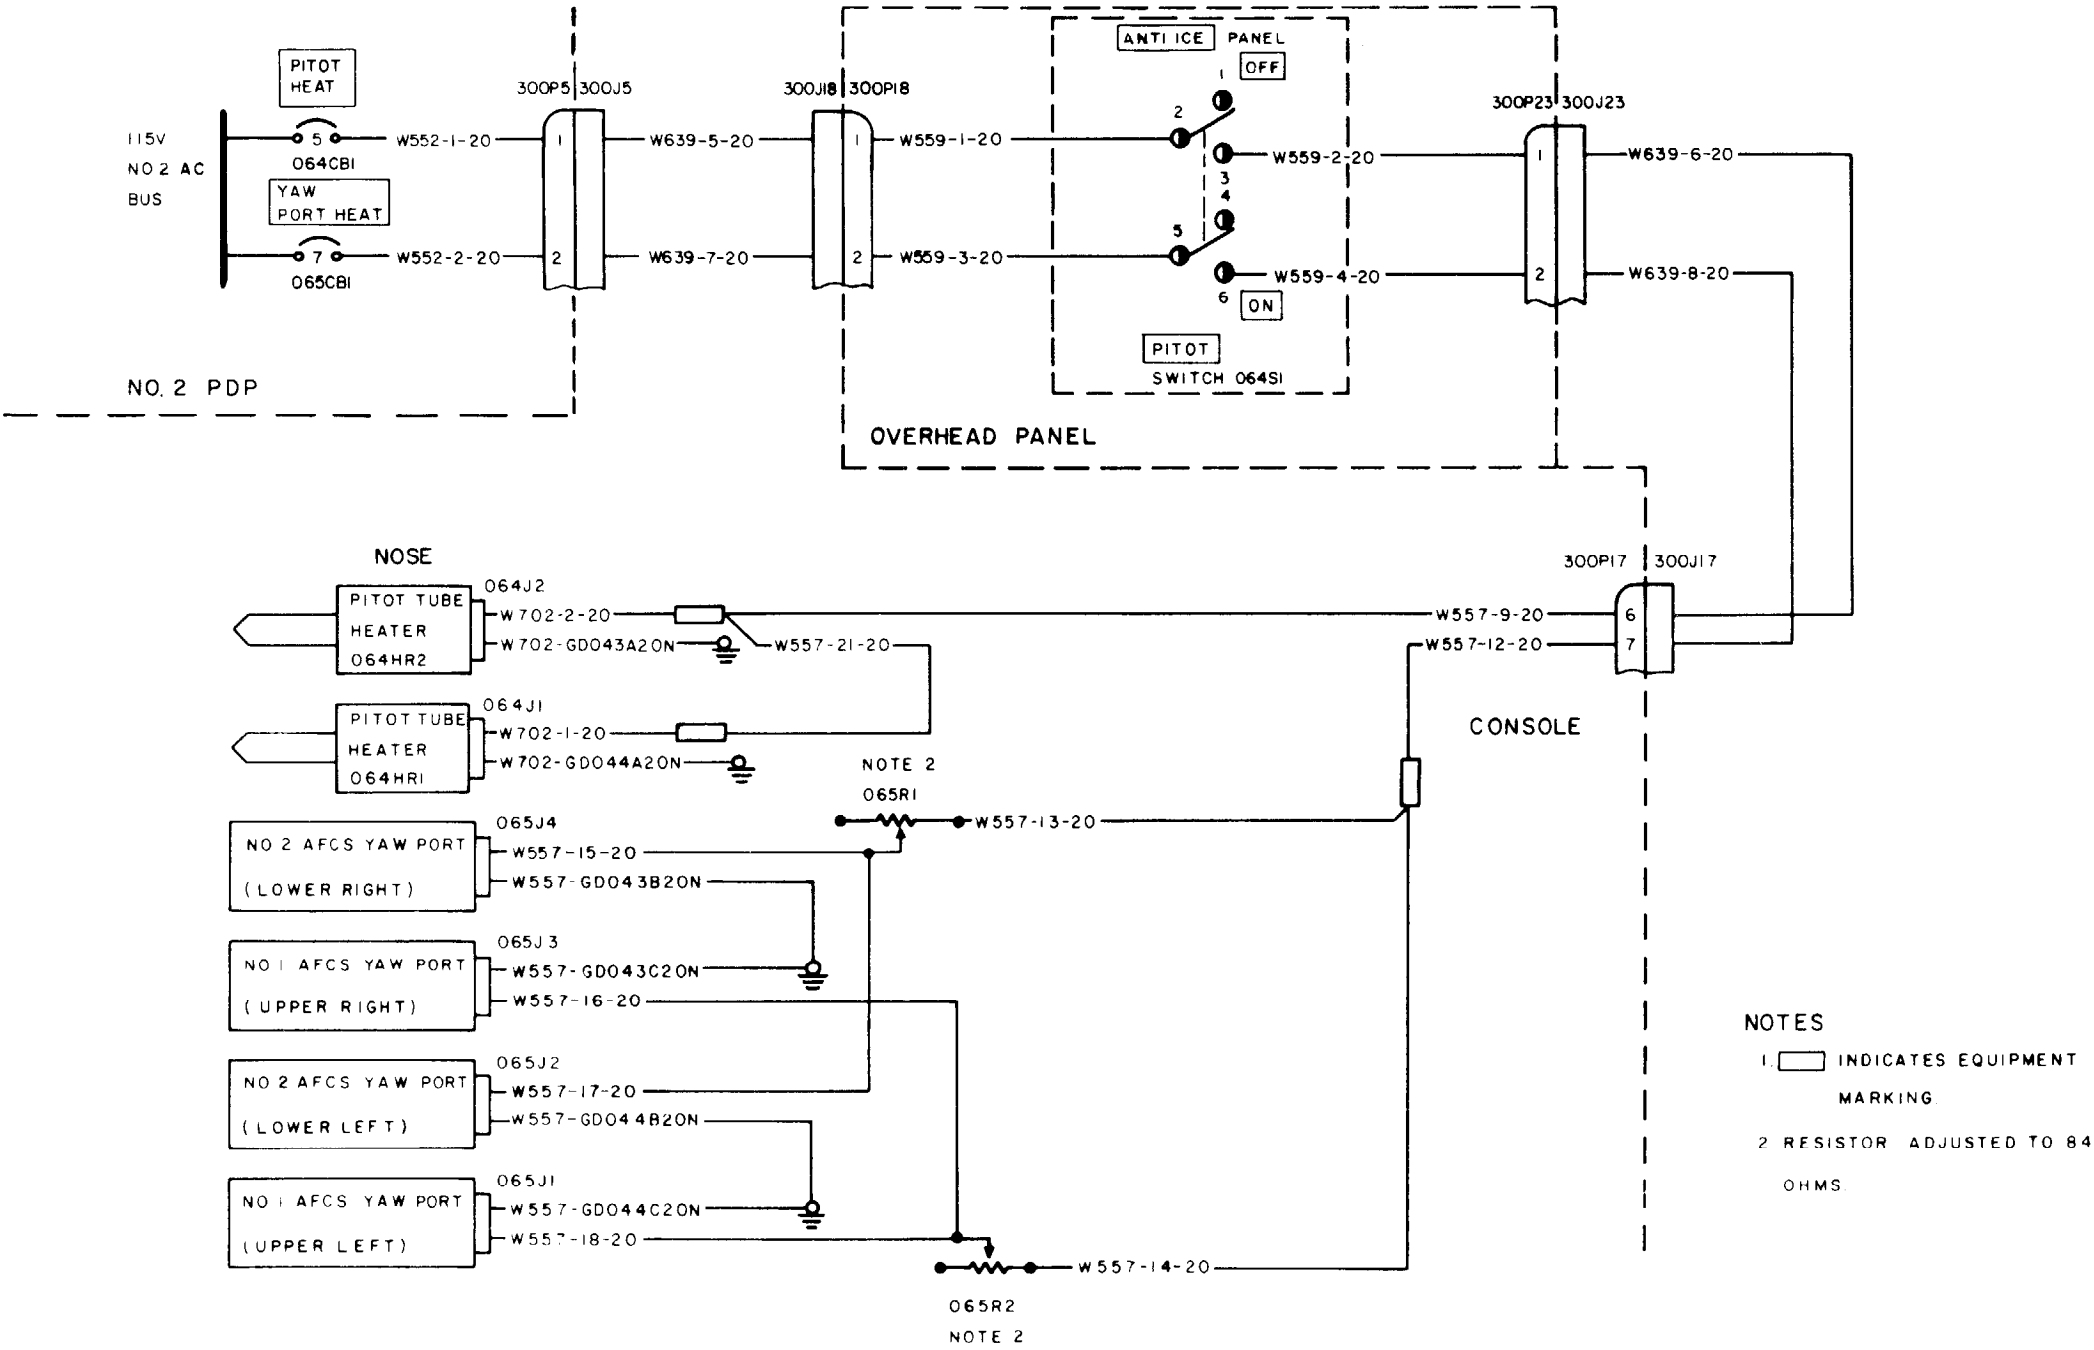 PITOT
HEAT
115V
NO.2 AC
BUS
5
064CB1
YAW
PORT HEAT
7
065CB1
W552-1-20
W552-2-20
NO. 2 PDP
300P5 300J5
1
2
W639-5-20
W639-7-20
300J18 300P18
1
2
W559-1-20
W559-3-20
ANTI ICE PANEL
OFF
1
2
3
4
5
6
ON
PITOT
SWITCH 064S1
W559-2-20
W559-4-20
OVERHEAD PANEL
300P23 300J23
1
2
W639-6-20
W639-8-20
300P17 300J17
6
7
W557-9-20
W557-12-20
CONSOLE
NOSE
PITOT TUBE
HEATER
064HR2
064J2
W702-2-20
W702-GD043A20N
W557-21-20
PITOT TUBE
HEATER
064HR1
064J1
W702-1-20
W702-GD044A20N
NOTE 2
065R1
W557-13-20
NO 2 AFCS YAW PORT
(LOWER RIGHT)
065J4
W557-15-20
W557-GD043B20N
NO 1 AFCS YAW PORT
(UPPER RIGHT)
065J3
W557-GD043C20N
W557-16-20
NO 2 AFCS YAW PORT
(LOWER LEFT)
065J2
W557-17-20
W557-GD044B20N
NO 1 AFCS YAW PORT
(UPPER LEFT)
065J1
W557-GD044C20N
W557-18-20
W557-14-20
065R2
NOTE 2
NOTES
1. INDICATES EQUIPMENT
MARKING.
2 RESISTOR ADJUSTED TO 84
OHMS.